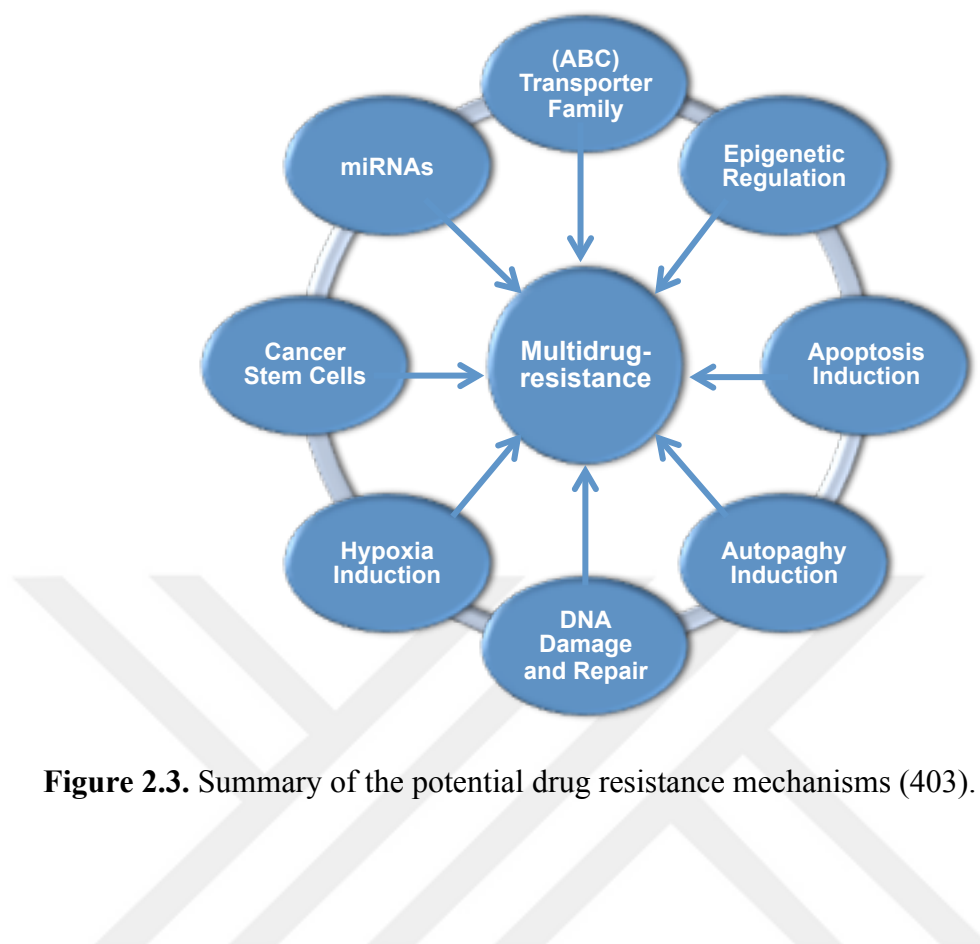 (ABC)
Transporter
Family
Epigenetic
Regulation
Apoptosis
Induction
Autopaghy
Induction
DNA
Damage
and Repair
Hypoxia
Induction
Cancer
Stem Cells
miRNAs
Multidrug-
resistance
Figure 2.3. Summary of the potential drug resistance mechanisms (403).